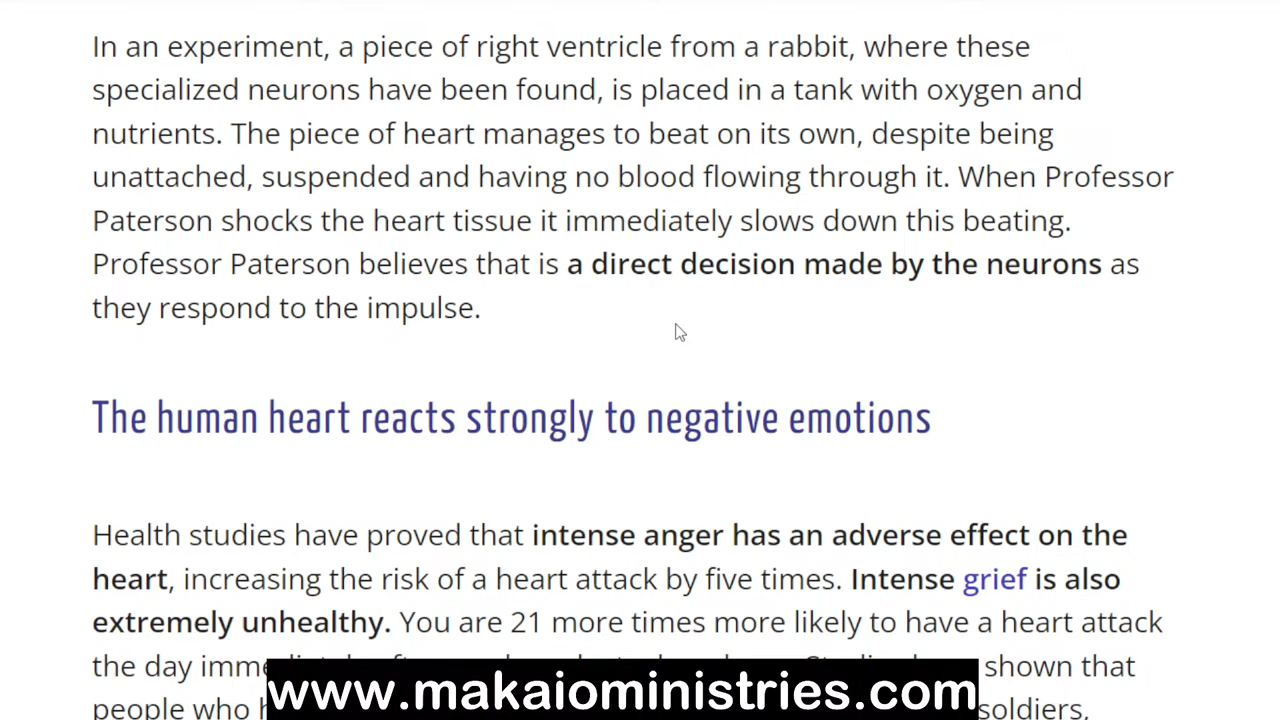 In an experiment, a piece of right ventricle from a rabbit, where these
specialized neurons have been found, is placed in a tank with oxygen and
nutrients. The piece of heart manages to beat on its own, despite being
unattached, suspended and having no blood flowing through it. When Professor
Paterson shocks the heart tissue it immediately slows down this beating.
Professor Paterson believes that is a direct decision made by the neurons as
they respond to the impulse.
The human heart reacts strongly to negative emotions
Health studies have proved that intense anger has an adverse effect on the
heart, increasing the risk of a heart attack by five times. Intense grief is also
extremely unhealthy. You are 21 more times more likely to have a heart attack
the day shown that
people who soldiers,
www.makaioministries.com